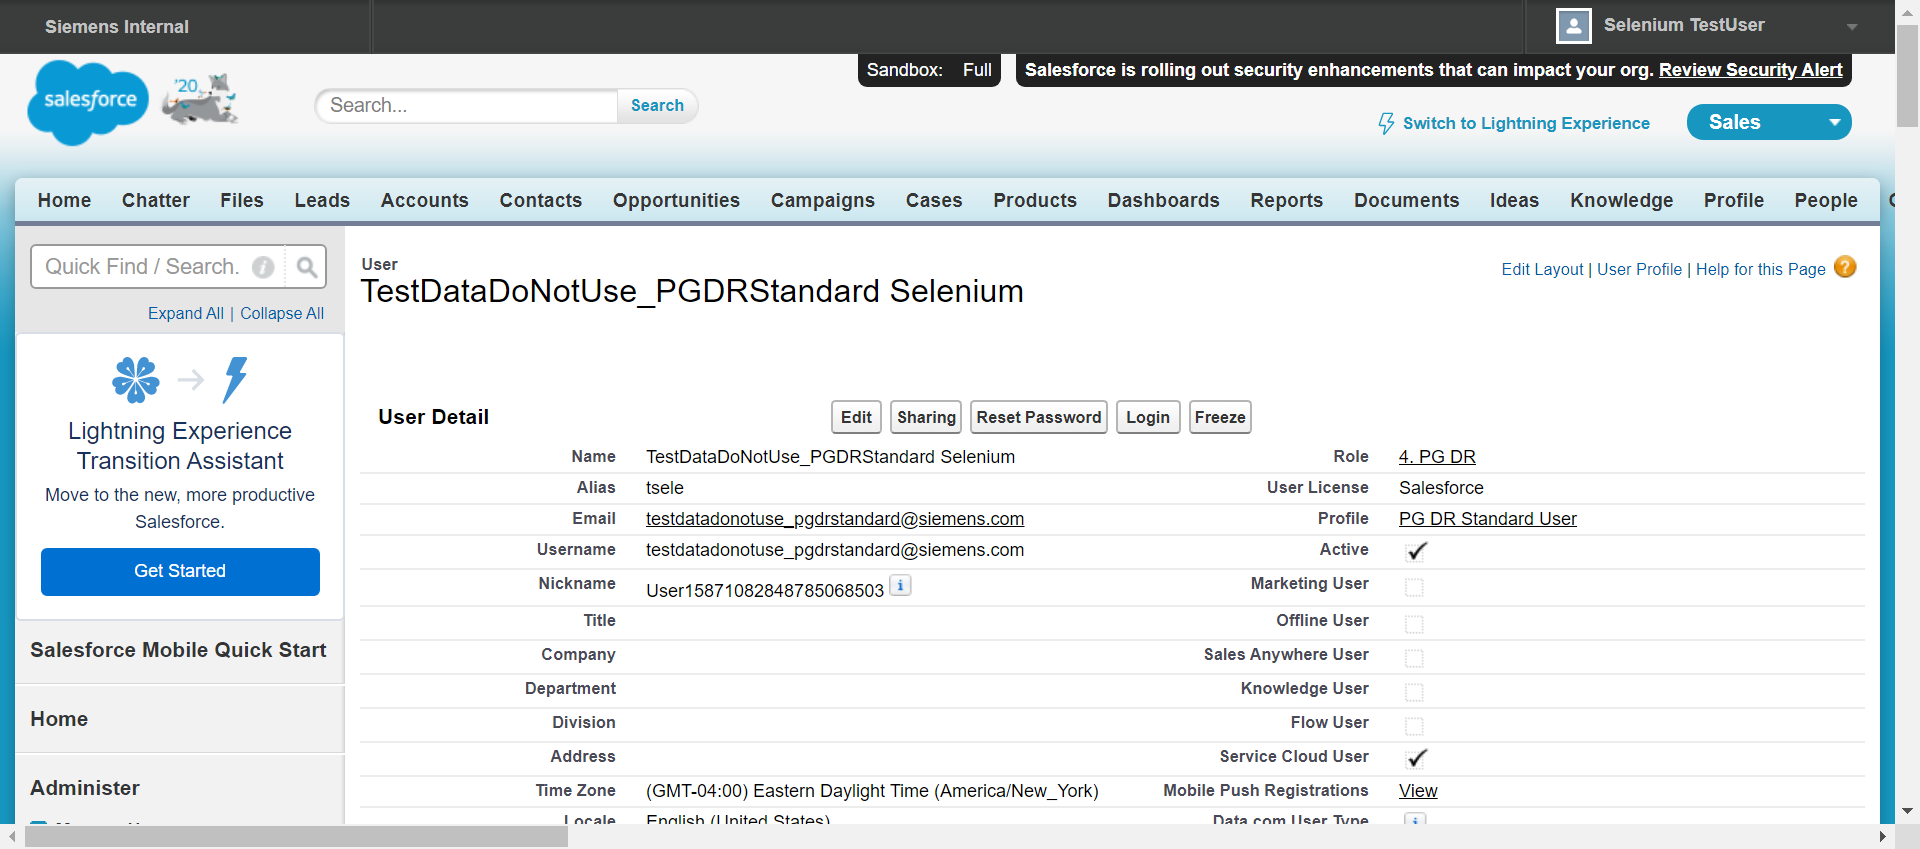 Siemens Internal
Selenium TestUser
salesforce
'20
Search...
Search
Sandbox: Full
Salesforce is rolling out security enhancements that can impact your org. Review Security Alert
Switch to Lightning Experience
Sales
Home Chatter Files Leads Accounts Contacts Opportunities Campaigns Cases Products Dashboards Reports Documents Ideas Knowledge Profile People
Quick Find / Search.
Expand All | Collapse All
Lightning Experience
Transition Assistant
Move to the new, more productive
Salesforce.
Get Started
Salesforce Mobile Quick Start
Home
Administer
User
TestDataDoNotUse_PGDRStandard Selenium
Edit Layout | User Profile | Help for this Page ?
User Detail
Edit Sharing Reset Password Login Freeze
Name TestDataDoNotUse_PGDRStandard Selenium Role 4. PG DR
Alias tsele User License Salesforce
Email testdatadonotuse_pgdrstandard@siemens.com Profile PG DR Standard User
Username testdatadonotuse_pgdrstandard@siemens.com Active
Nickname User15871082848785068503 Marketing User
Title Offline User
Company Sales Anywhere User
Department Knowledge User
Division Flow User
Address Service Cloud User
Time Zone (GMT-04:00) Eastern Daylight Time (America/New_York) Mobile Push Registrations View
Locale English (United States) Data.com User Type